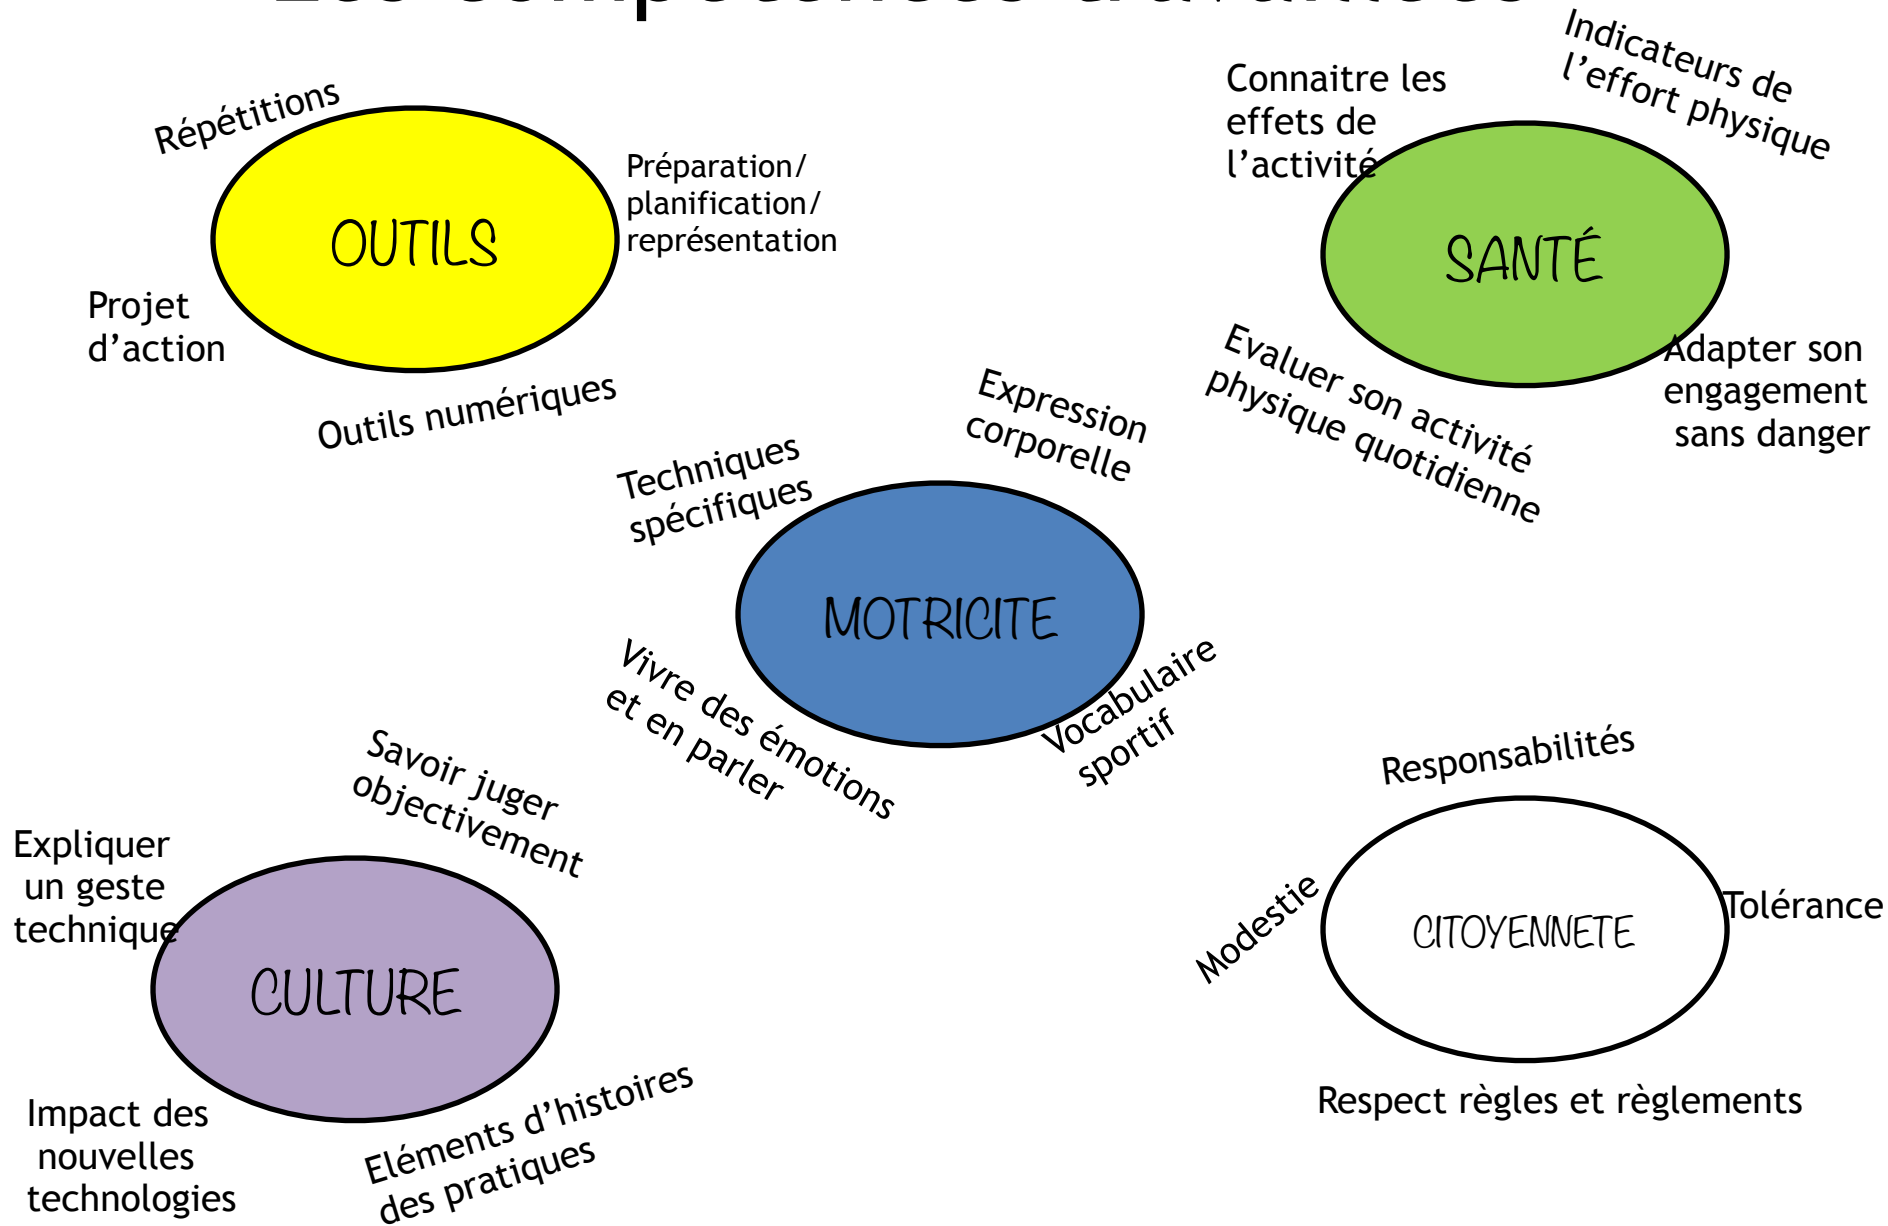 Les compétences travaillées
Répétitions
Préparation/
planification/
représentation
OUTILS
Projet
d’action
Outils numériques
Connaitre les
effets de
l’activité
Indicateurs de
l’effort physique
SANTÉ
Evaluer son activité
physique quotidienne
Adapter son
engagement
sans danger
Techniques
spécifiques
Expression
corporelle
MOTRICITE
Vivre des émotions
et en parler
Vocabulaire
sportif
Savoir juger
objectivement
Expliquer
un geste
technique
CULTURE
Impact des
nouvelles
technologies
Eléments d’histoires
des pratiques
Responsabilités
Modestie
CITOYENNETE
Tolérance
Respect règles et règlements